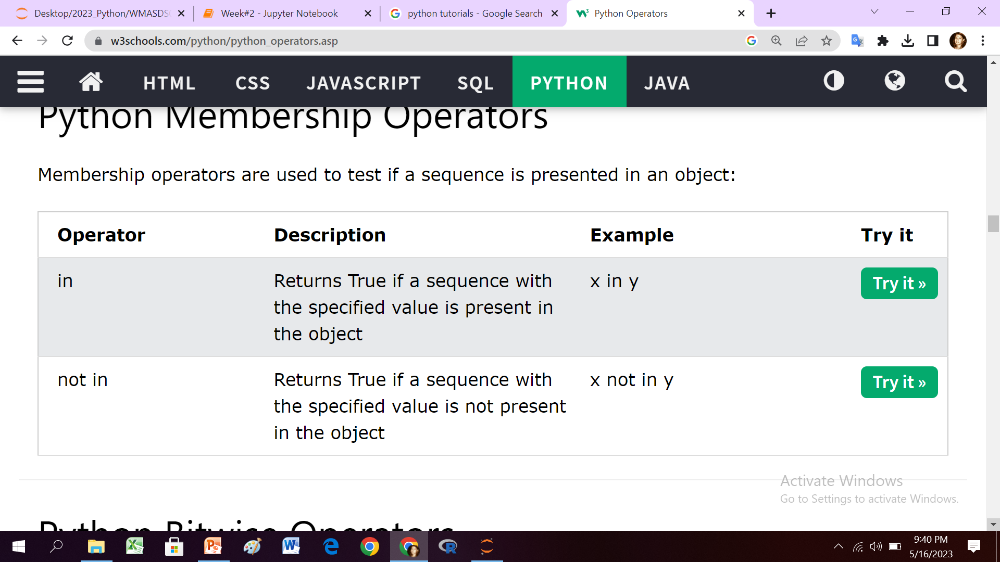 Desktop/2023_Python/WMASDS
Week#2 - Jupyter Notebook
python tutorials - Google Search
Python Operators
w3schools.com/python/python_operators.asp
HTML CSS JAVASCRIPT SQL PYTHON JAVA
Python Membership Operators
Membership operators are used to test if a sequence is presented in an object:
Operator Description Example Try it
in Returns True if a sequence with x in y Try it »
the specified value is present in
the object
not in Returns True if a sequence with x not in y Try it »
the specified value is not present
in the object
Activate Windows
Go to Settings to activate Windows.
Python Bitwise Operators
9:40 PM
5/16/2023